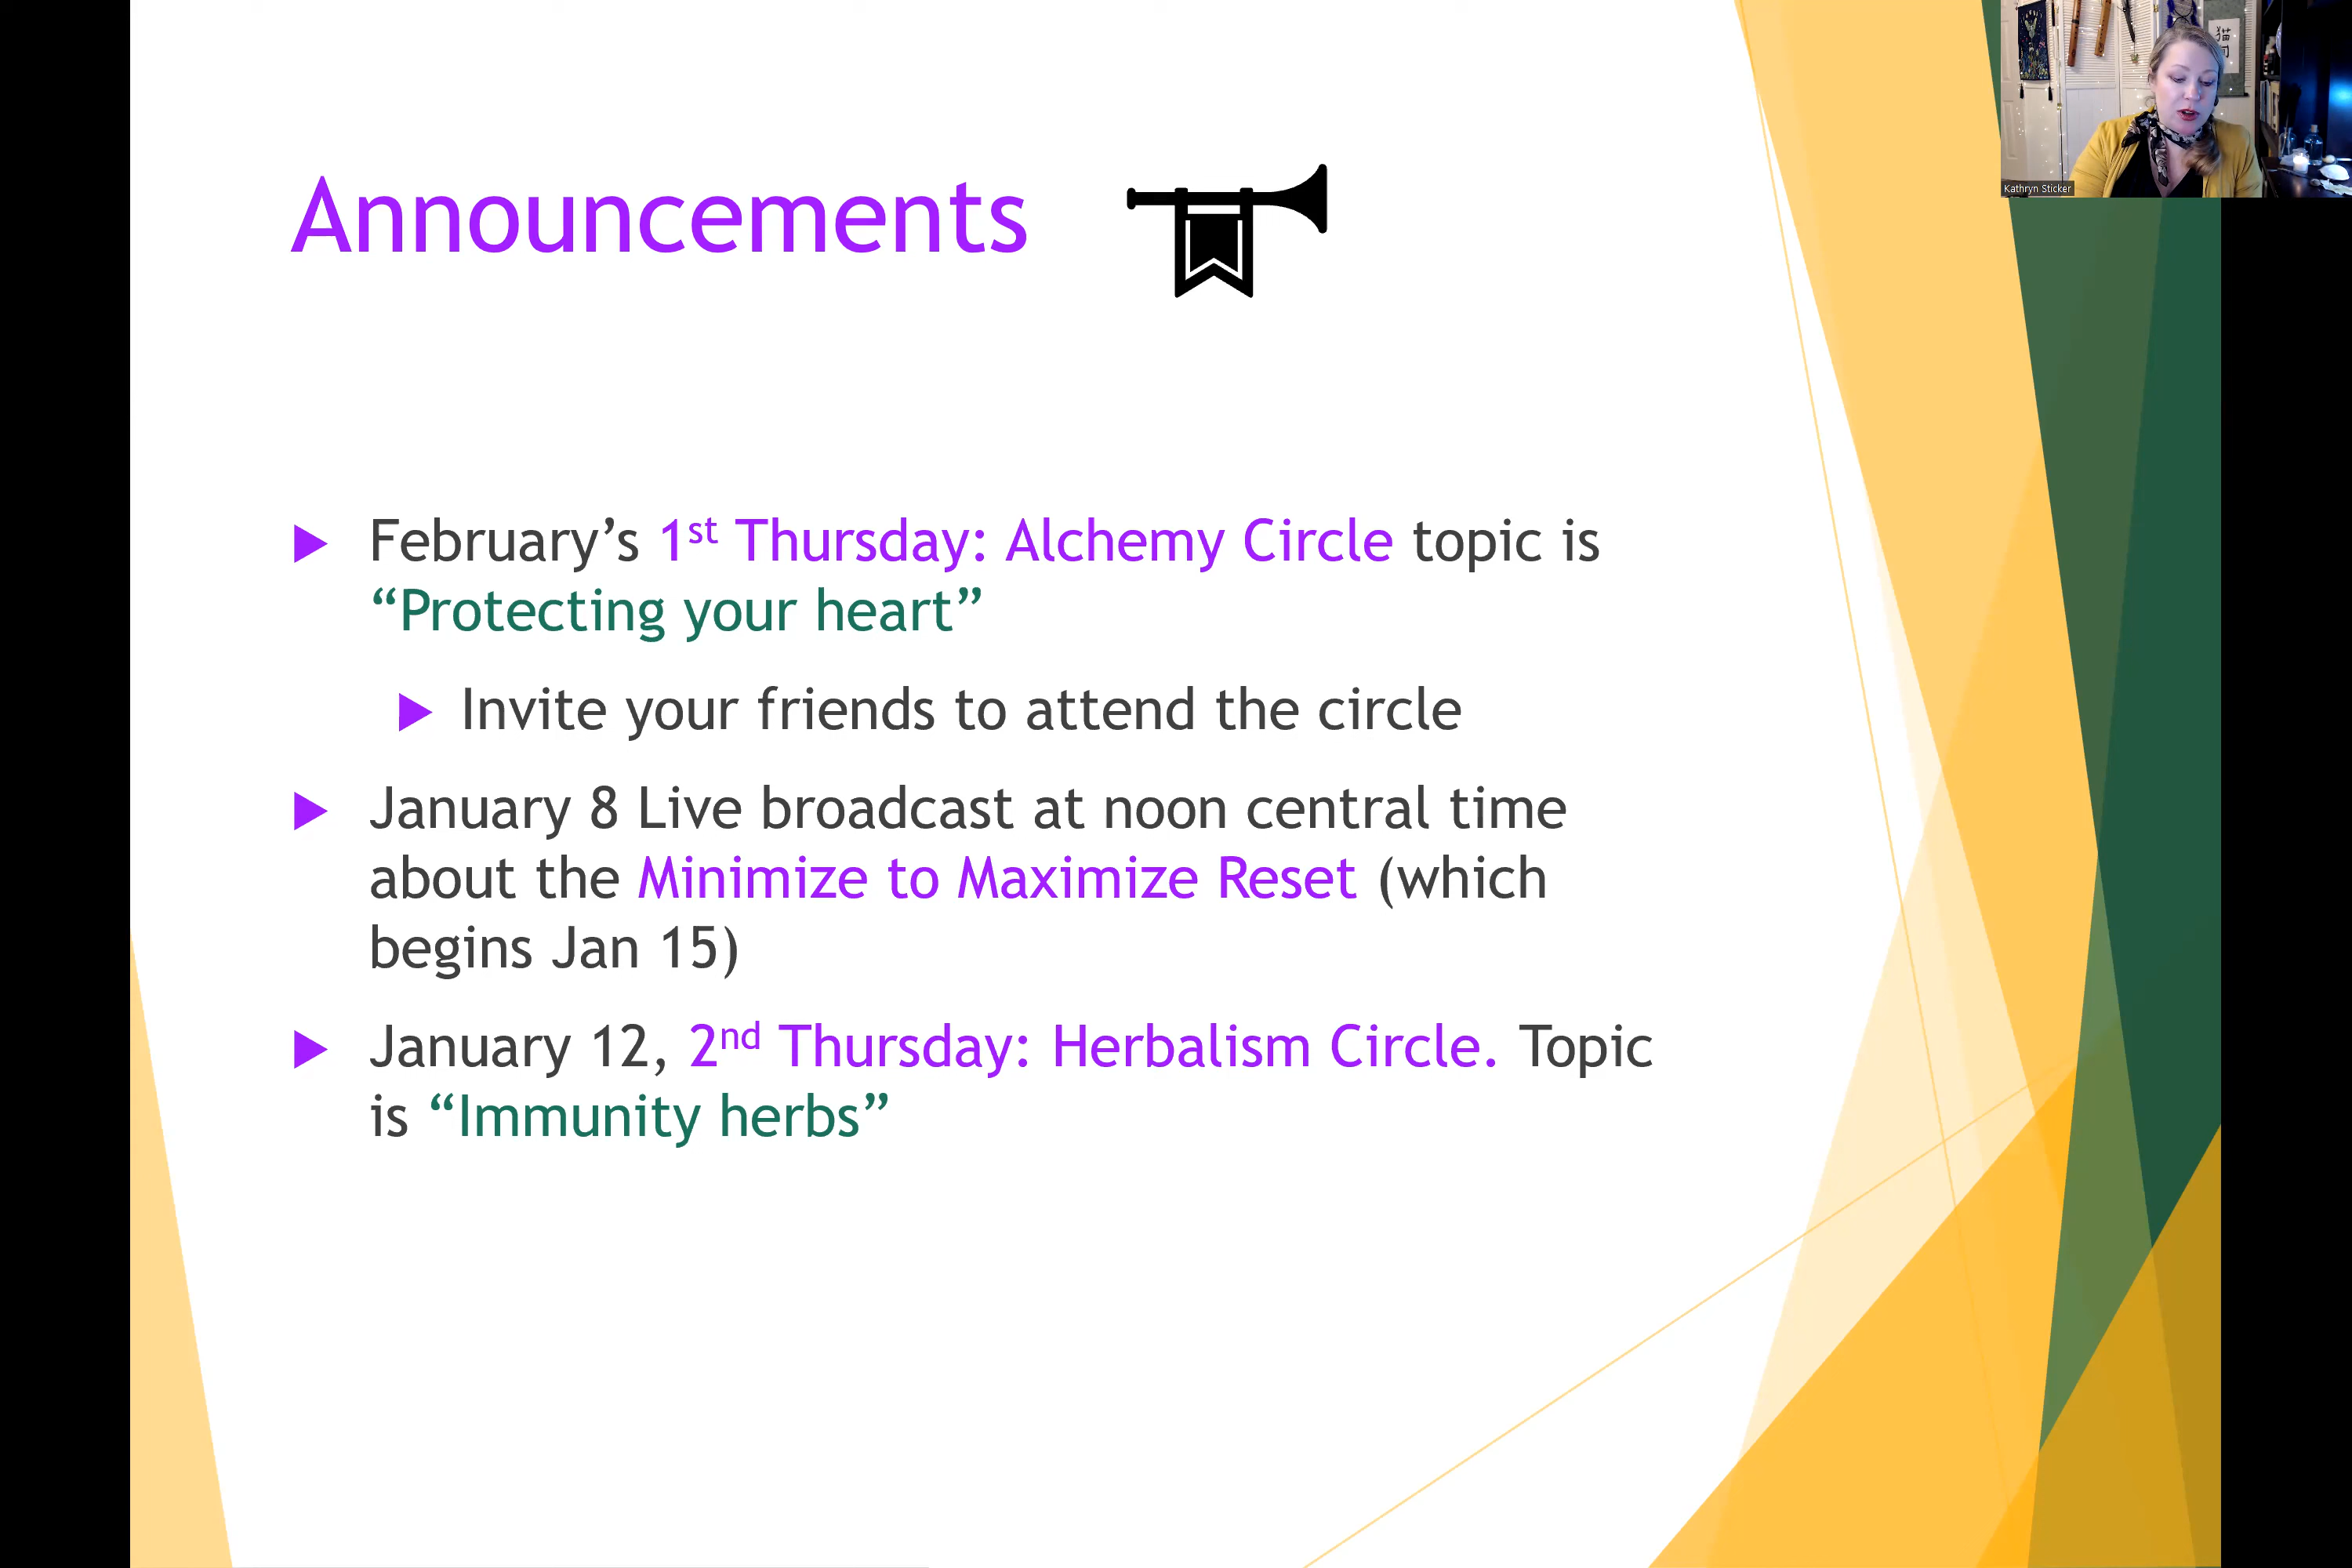 Announcements
February’s 1st Thursday: Alchemy Circle topic is
“Protecting your heart”
Invite your friends to attend the circle
January 8 Live broadcast at noon central time
about the Minimize to Maximize Reset (which
begins Jan 15)
January 12, 2nd Thursday: Herbalism Circle. Topic
is “Immunity herbs”
Kathryn Sticker